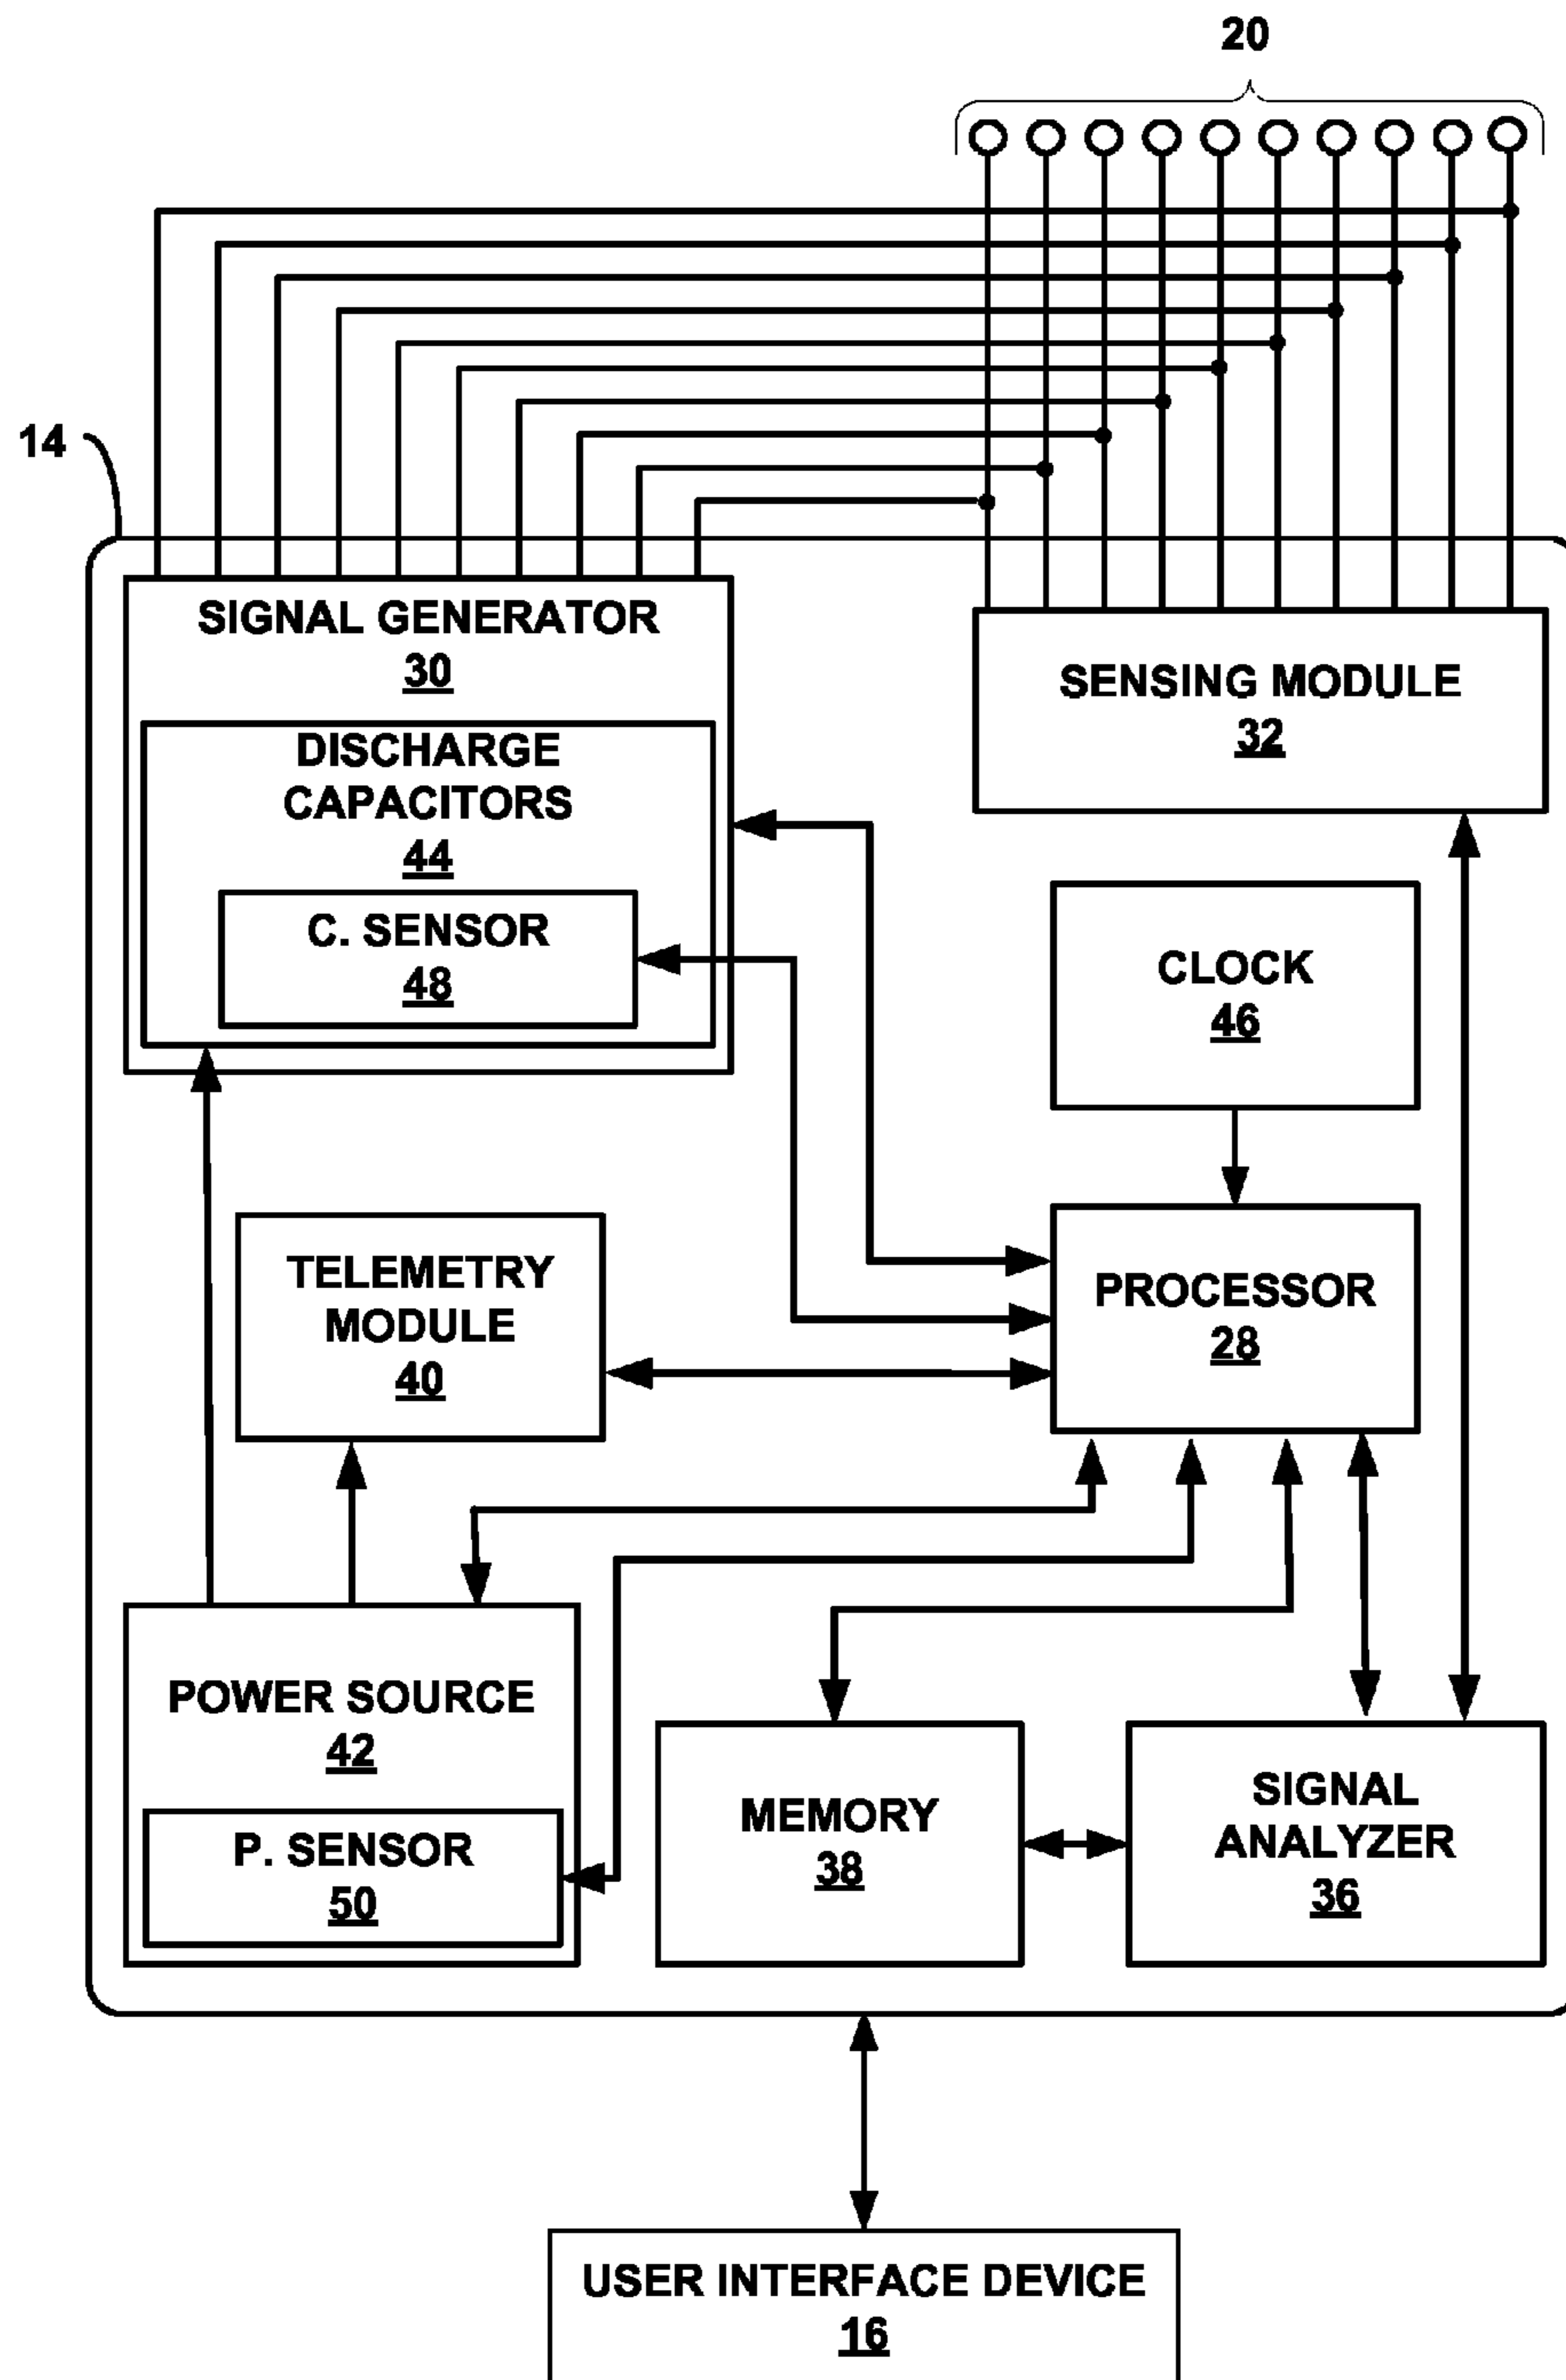 20
14
SIGNAL GENERATOR
30
DISCHARGE
CAPACITORS
44
C. SENSOR
48
SENSING MODULE
32
CLOCK
46
TELEMETRY
MODULE
40
PROCESSOR
28
POWER SOURCE
42
P. SENSOR
50
MEMORY
38
SIGNAL
ANALYZER
36
USER INTERFACE DEVICE
16